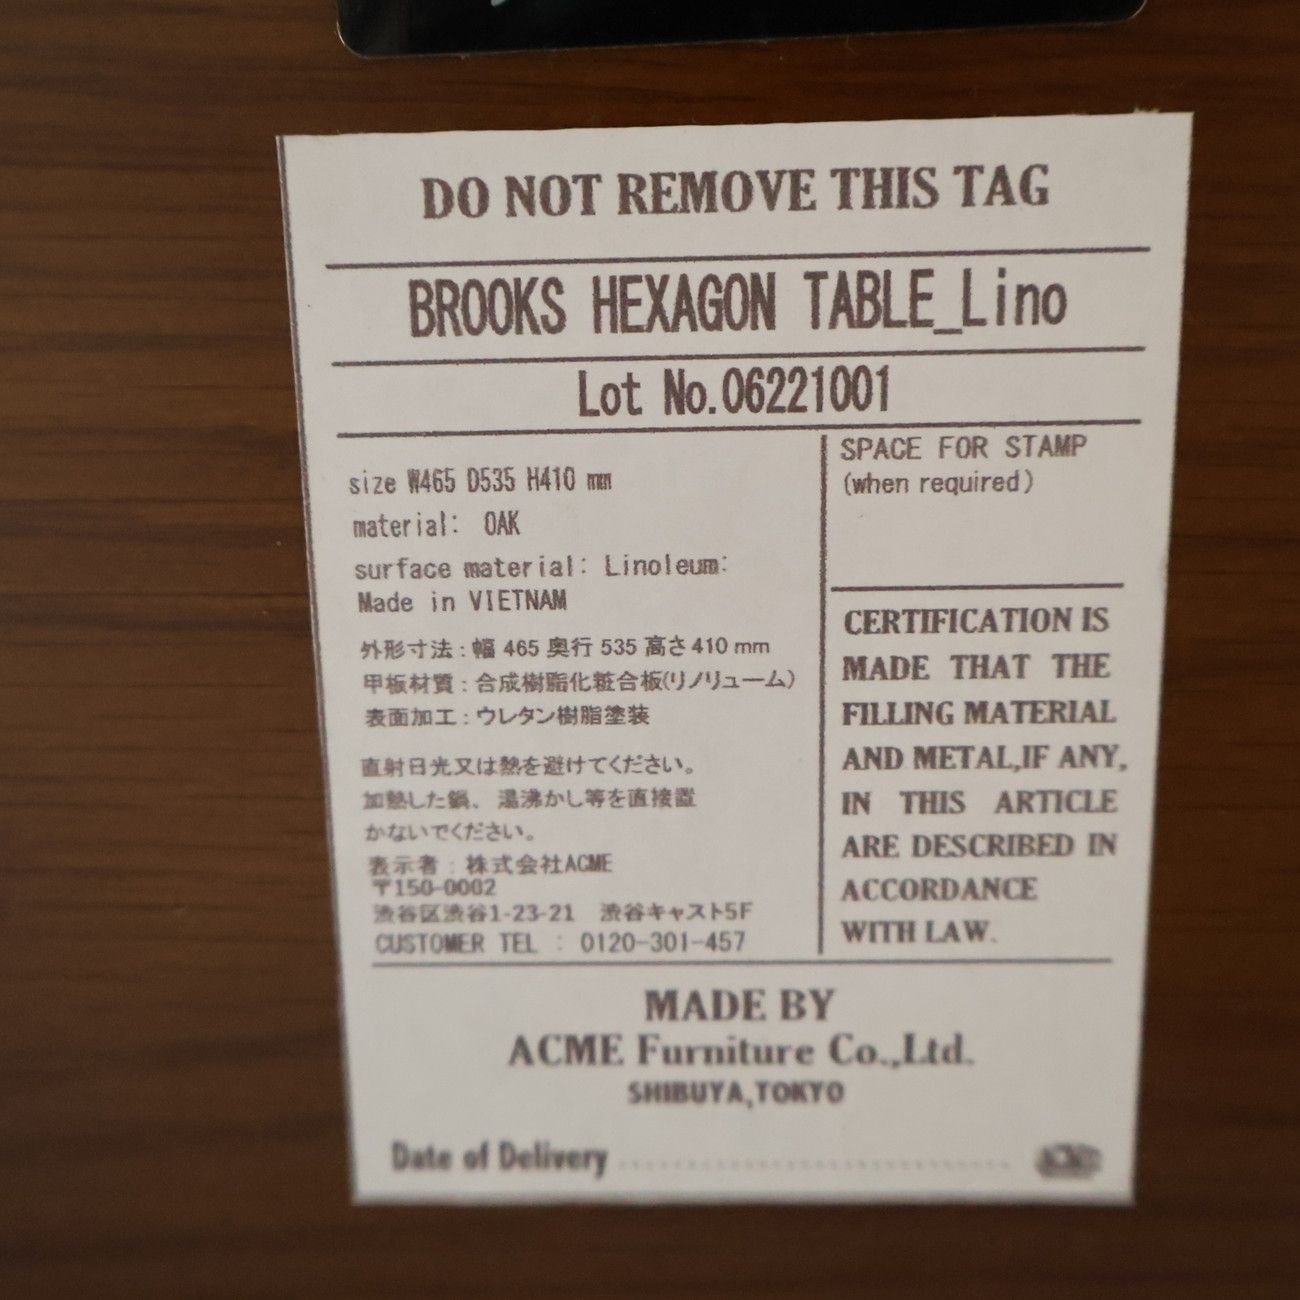 DO NOT REMOVE THIS TAG
BROOKS HEXAGON TABLE_Lino
Lot No.06221001
size W465 D535 H410 mm
material: OAK
surface material: Linoleum:
Made in VIETNAM
外形寸法:幅 465 奥行 535 高さ 410 mm
甲板材質:合成樹脂化粧合板(リノリューム)
表面加工:ウレタン樹脂塗装
直射日光又は熱を避けてください。
加熱した鍋、湯沸かし等を直接置
かないでください。
表示者:株式会社ACME
〒150-0002
渋谷区渋谷1-23-21 渋谷キャスト5F
CUSTOMER TEL : 0120-301-457
SPACE FOR STAMP
(when required)
CERTIFICATION IS
MADE THAT THE
FILLING MATERIAL
AND METAL,IF ANY,
IN THIS ARTICLE
ARE DESCRIBED IN
ACCORDANCE
WITH LAW.
MADE BY
ACME Furniture Co.,Ltd.
SHIBUYA,TOKYO
Date of Delivery